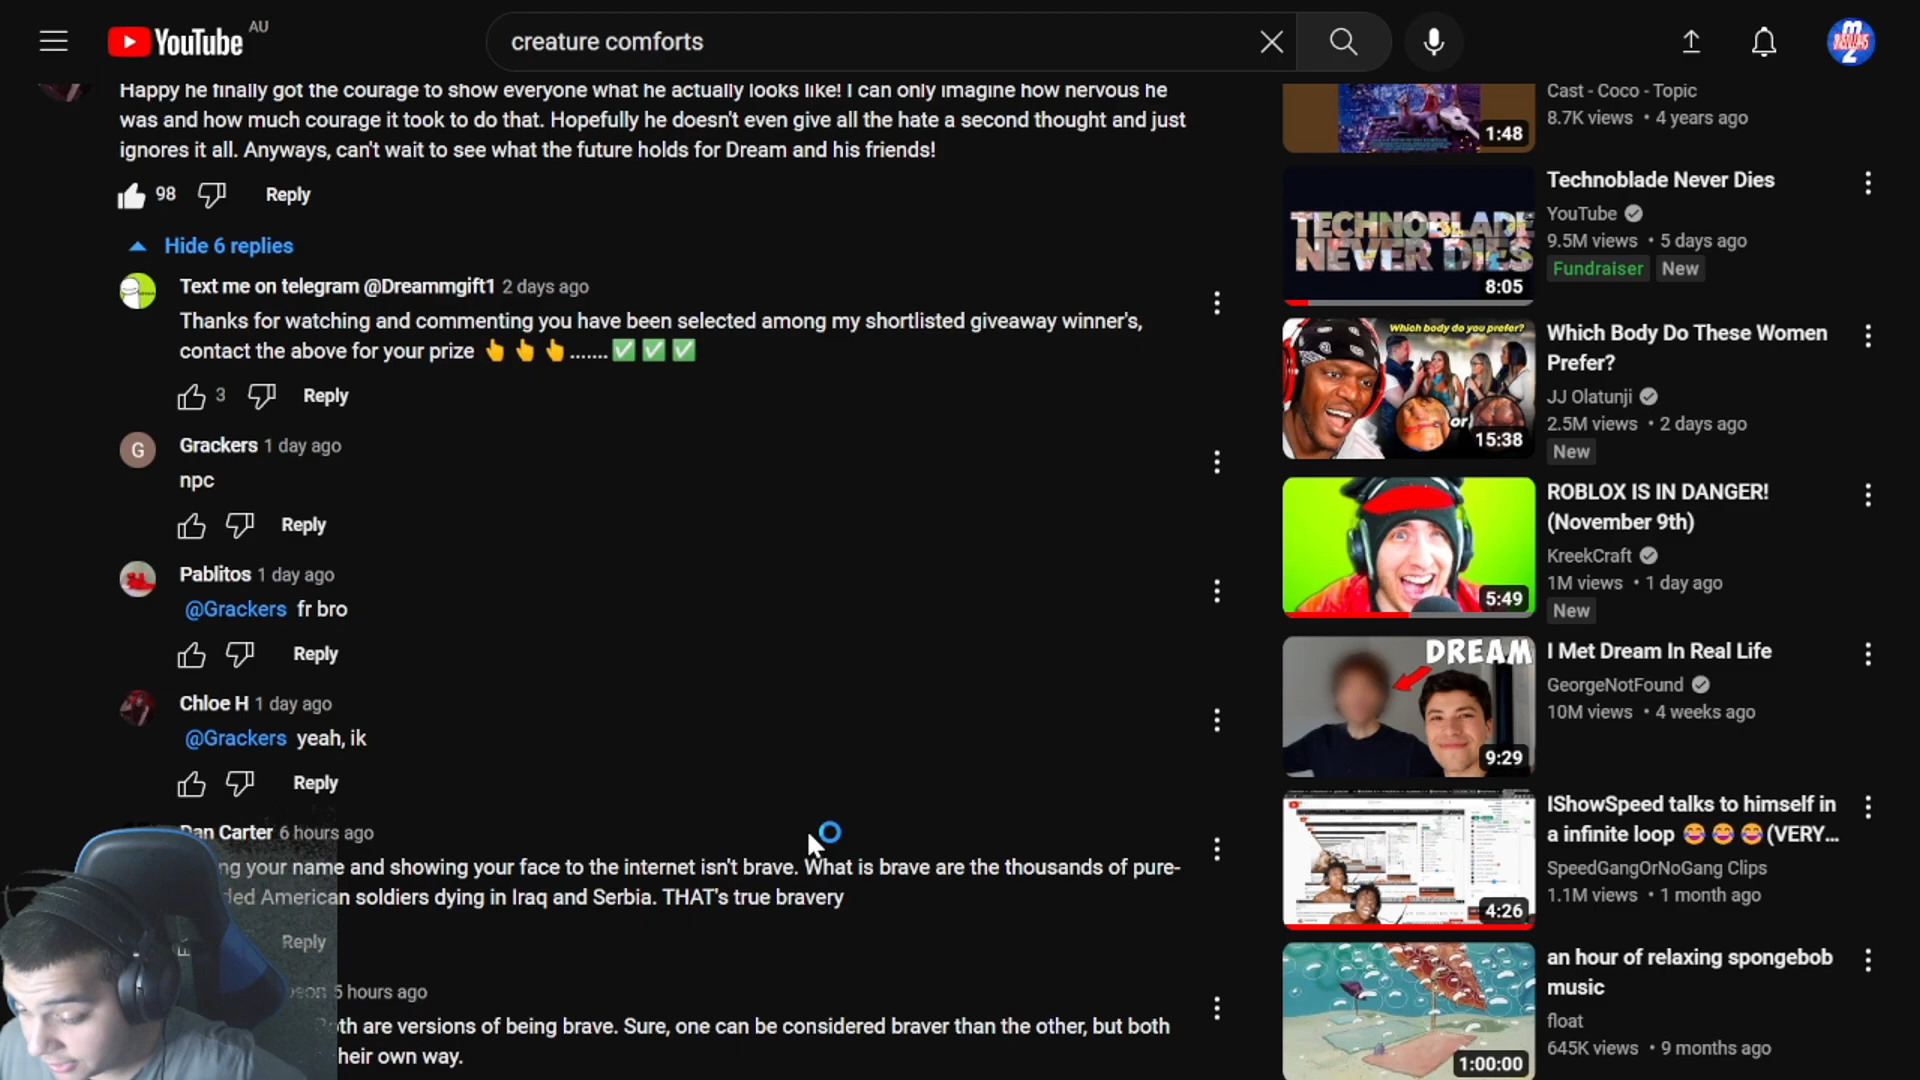 YouTube AU
creature comforts
Happy he finally got the courage to show everyone what he actually looks like! I can only imagine how nervous he
was and how much courage it took to do that. Hopefully he doesn't even give all the hate a second thought and just
ignores it all. Anyways, can't wait to see what the future holds for Dream and his friends!
98 Reply
Hide 6 replies
Text me on telegram @Dreammgift1 2 days ago
Thanks for watching and commenting you have been selected among my shortlisted giveaway winner's,
contact the above for your prize 👆 👆 👆 ....... ✅ ✅ ✅
3 Reply
G
Grackers 1 day ago
npc
Reply
Pablitos 1 day ago
@Grackers fr bro
Reply
Chloe H 1 day ago
@Grackers yeah, ik
Reply
Dan Carter 6 hours ago
your name and showing your face to the internet isn't brave. What is brave are the thousands of pure-
American soldiers dying in Iraq and Serbia. THAT's true bravery
Reply
5 hours ago
are versions of being brave. Sure, one can be considered braver than the other, but both
their own way.
1:48
Cast - Coco - Topic
8.7K views • 4 years ago
TECHNOBLADE
NEVER DIES
8:05
Technoblade Never Dies
YouTube
9.5M views • 5 days ago
Fundraiser New
Which body do you prefer?
or
15:38
Which Body Do These Women
Prefer?
JJ Olatunji
2.5M views • 2 days ago
New
5:49
ROBLOX IS IN DANGER!
(November 9th)
KreekCraft
1M views • 1 day ago
New
DREAM
9:29
I Met Dream In Real Life
GeorgeNotFound
10M views • 4 weeks ago
4:26
IShowSpeed talks to himself in
a infinite loop 😂 😂 😂 (VERY...
SpeedGangOrNoGang Clips
1.1M views • 1 month ago
1:00:00
an hour of relaxing spongebob
music
float
645K views • 9 months ago